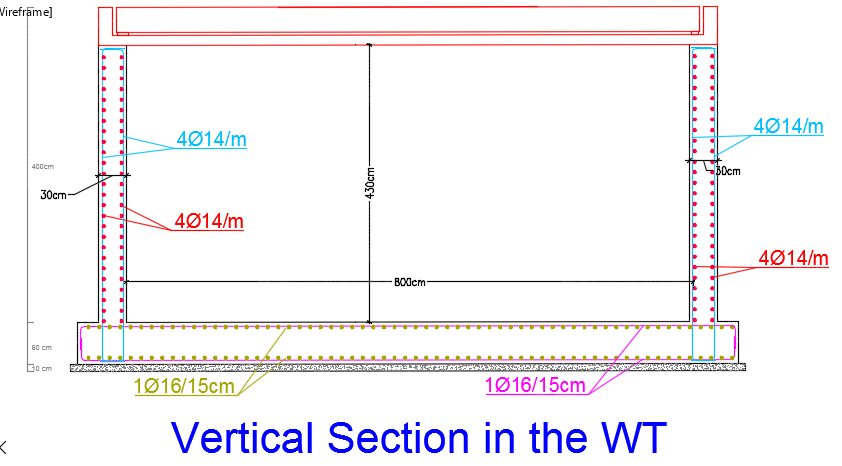 Wireframe]
4Ø14/m
4Ø14/m
400cm
430cm
30cm
30cm
4Ø14/m
4Ø14/m
800cm
60 cm
10 cm
1Ø16/15cm
1Ø16/15cm
Vertical Section in the WT